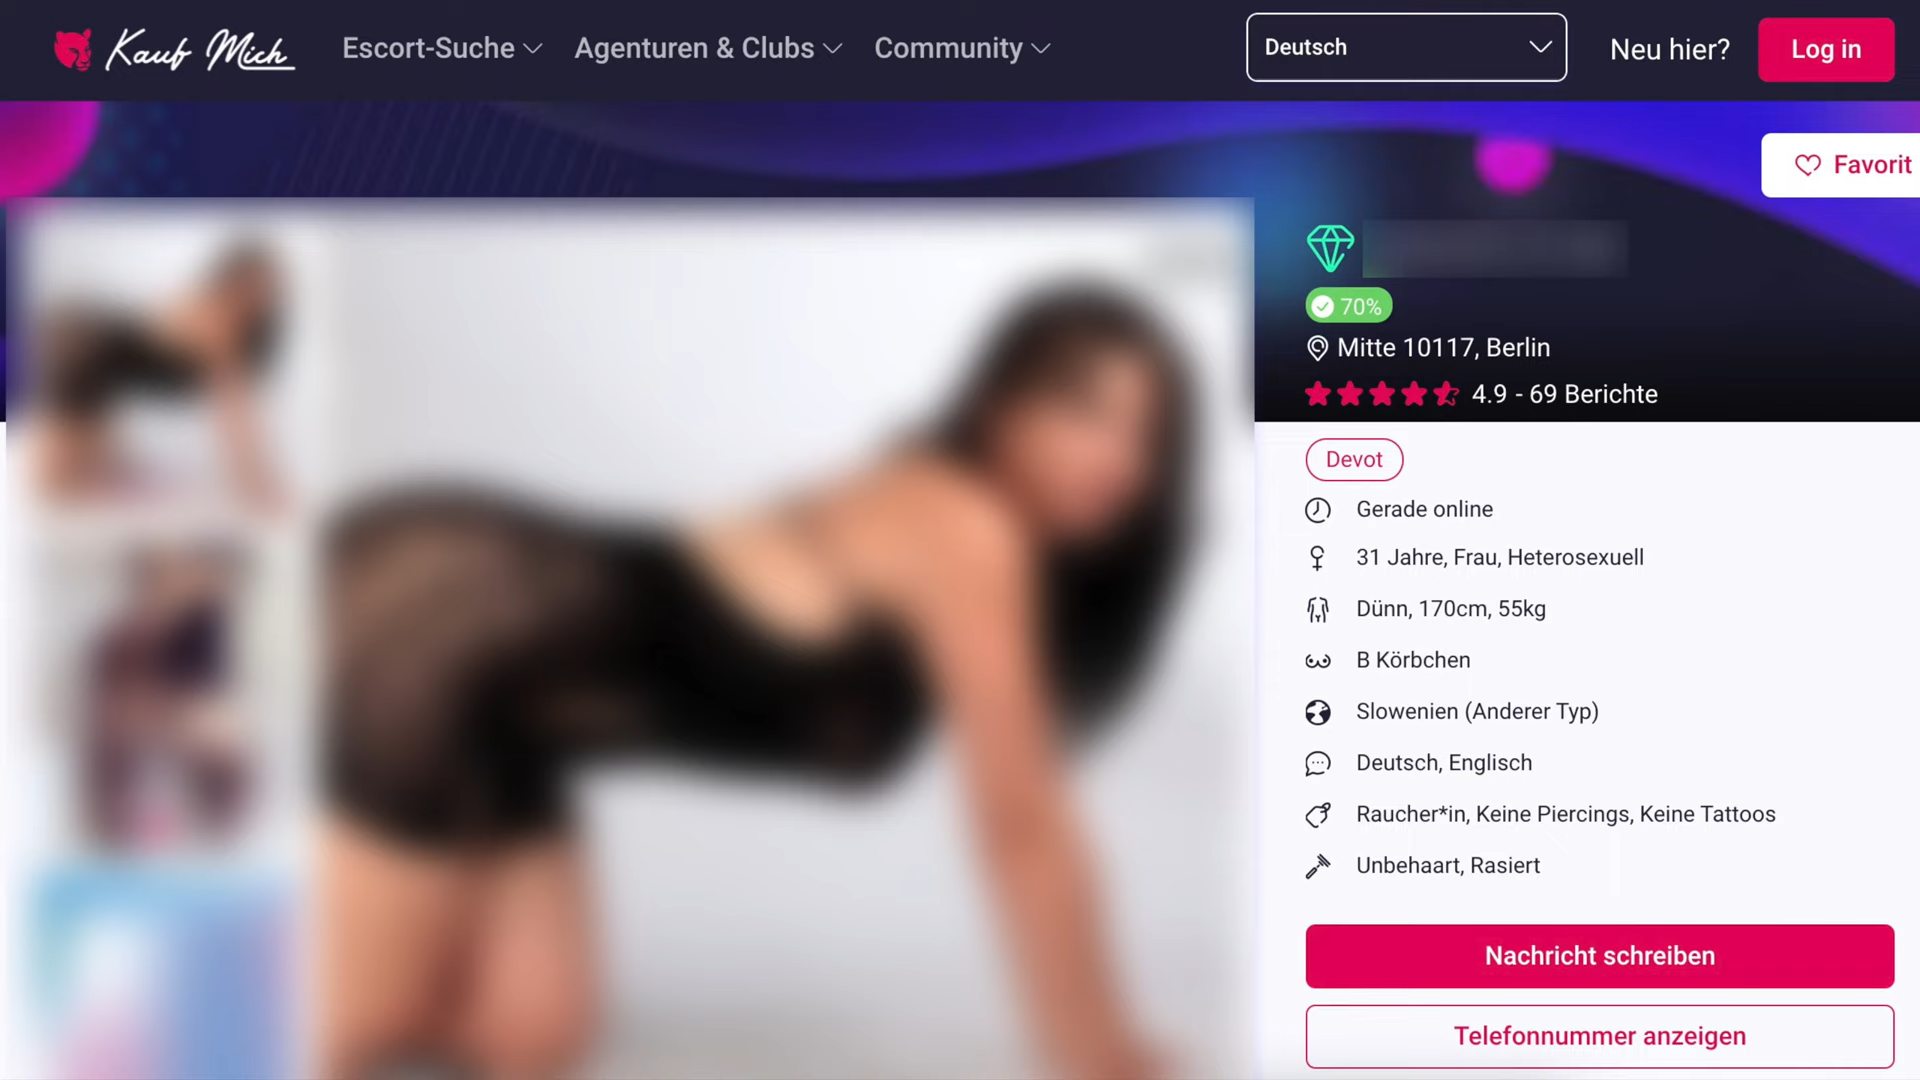 Kauf Mich
Escort-Suche
Agenturen & Clubs
Community
Deutsch
Neu hier?
Log in
Favorit
70%
Mitte 10117, Berlin
4.9 - 69 Berichte
Devot
Gerade online
31 Jahre, Frau, Heterosexuell
Dünn, 170cm, 55kg
B Körbchen
Slowenien (Anderer Typ)
Deutsch, Englisch
Raucher*in, Keine Piercings, Keine Tattoos
Unbehaart, Rasiert
Nachricht schreiben
Telefonnummer anzeigen